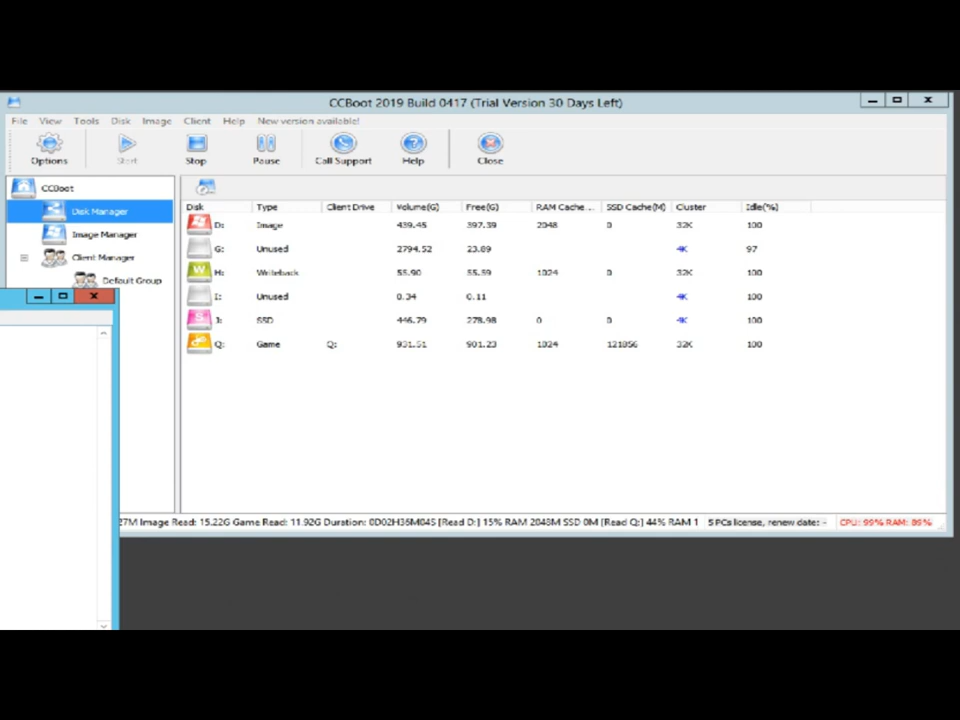 CCBoot 2019 Build 0417 (Trial Version 30 Days Left)
File View Tools Disk Image Client Help New version available!
Options Start Stop Pause Call Support Help Close
CCBoot
Disk Manager
Image Manager
Client Manager
Default Group
Disk Type Client Drive Volume(G) Free(G) RAM Cache... SSD Cache(M) Cluster Idle(%)
D: Image 439.45 397.39 2048 0 32K 100
G: Unused 2794.52 23.89 4K 97
H: Writeback 55.90 55.59 1024 0 32K 100
I: Unused 0.34 0.11 4K 100
J: SSD 446.79 278.98 0 0 4K 100
Q: Game Q: 931.51 901.23 1024 121856 32K 100
27M Image Read: 15.22G Game Read: 11.92G Duration: 0D02H36M04S [Read D:] 15% RAM 2048M SSD 0M [Read Q:] 44% RAM 1 5 PCs license, renew date: - CPU: 99% RAM: 89%